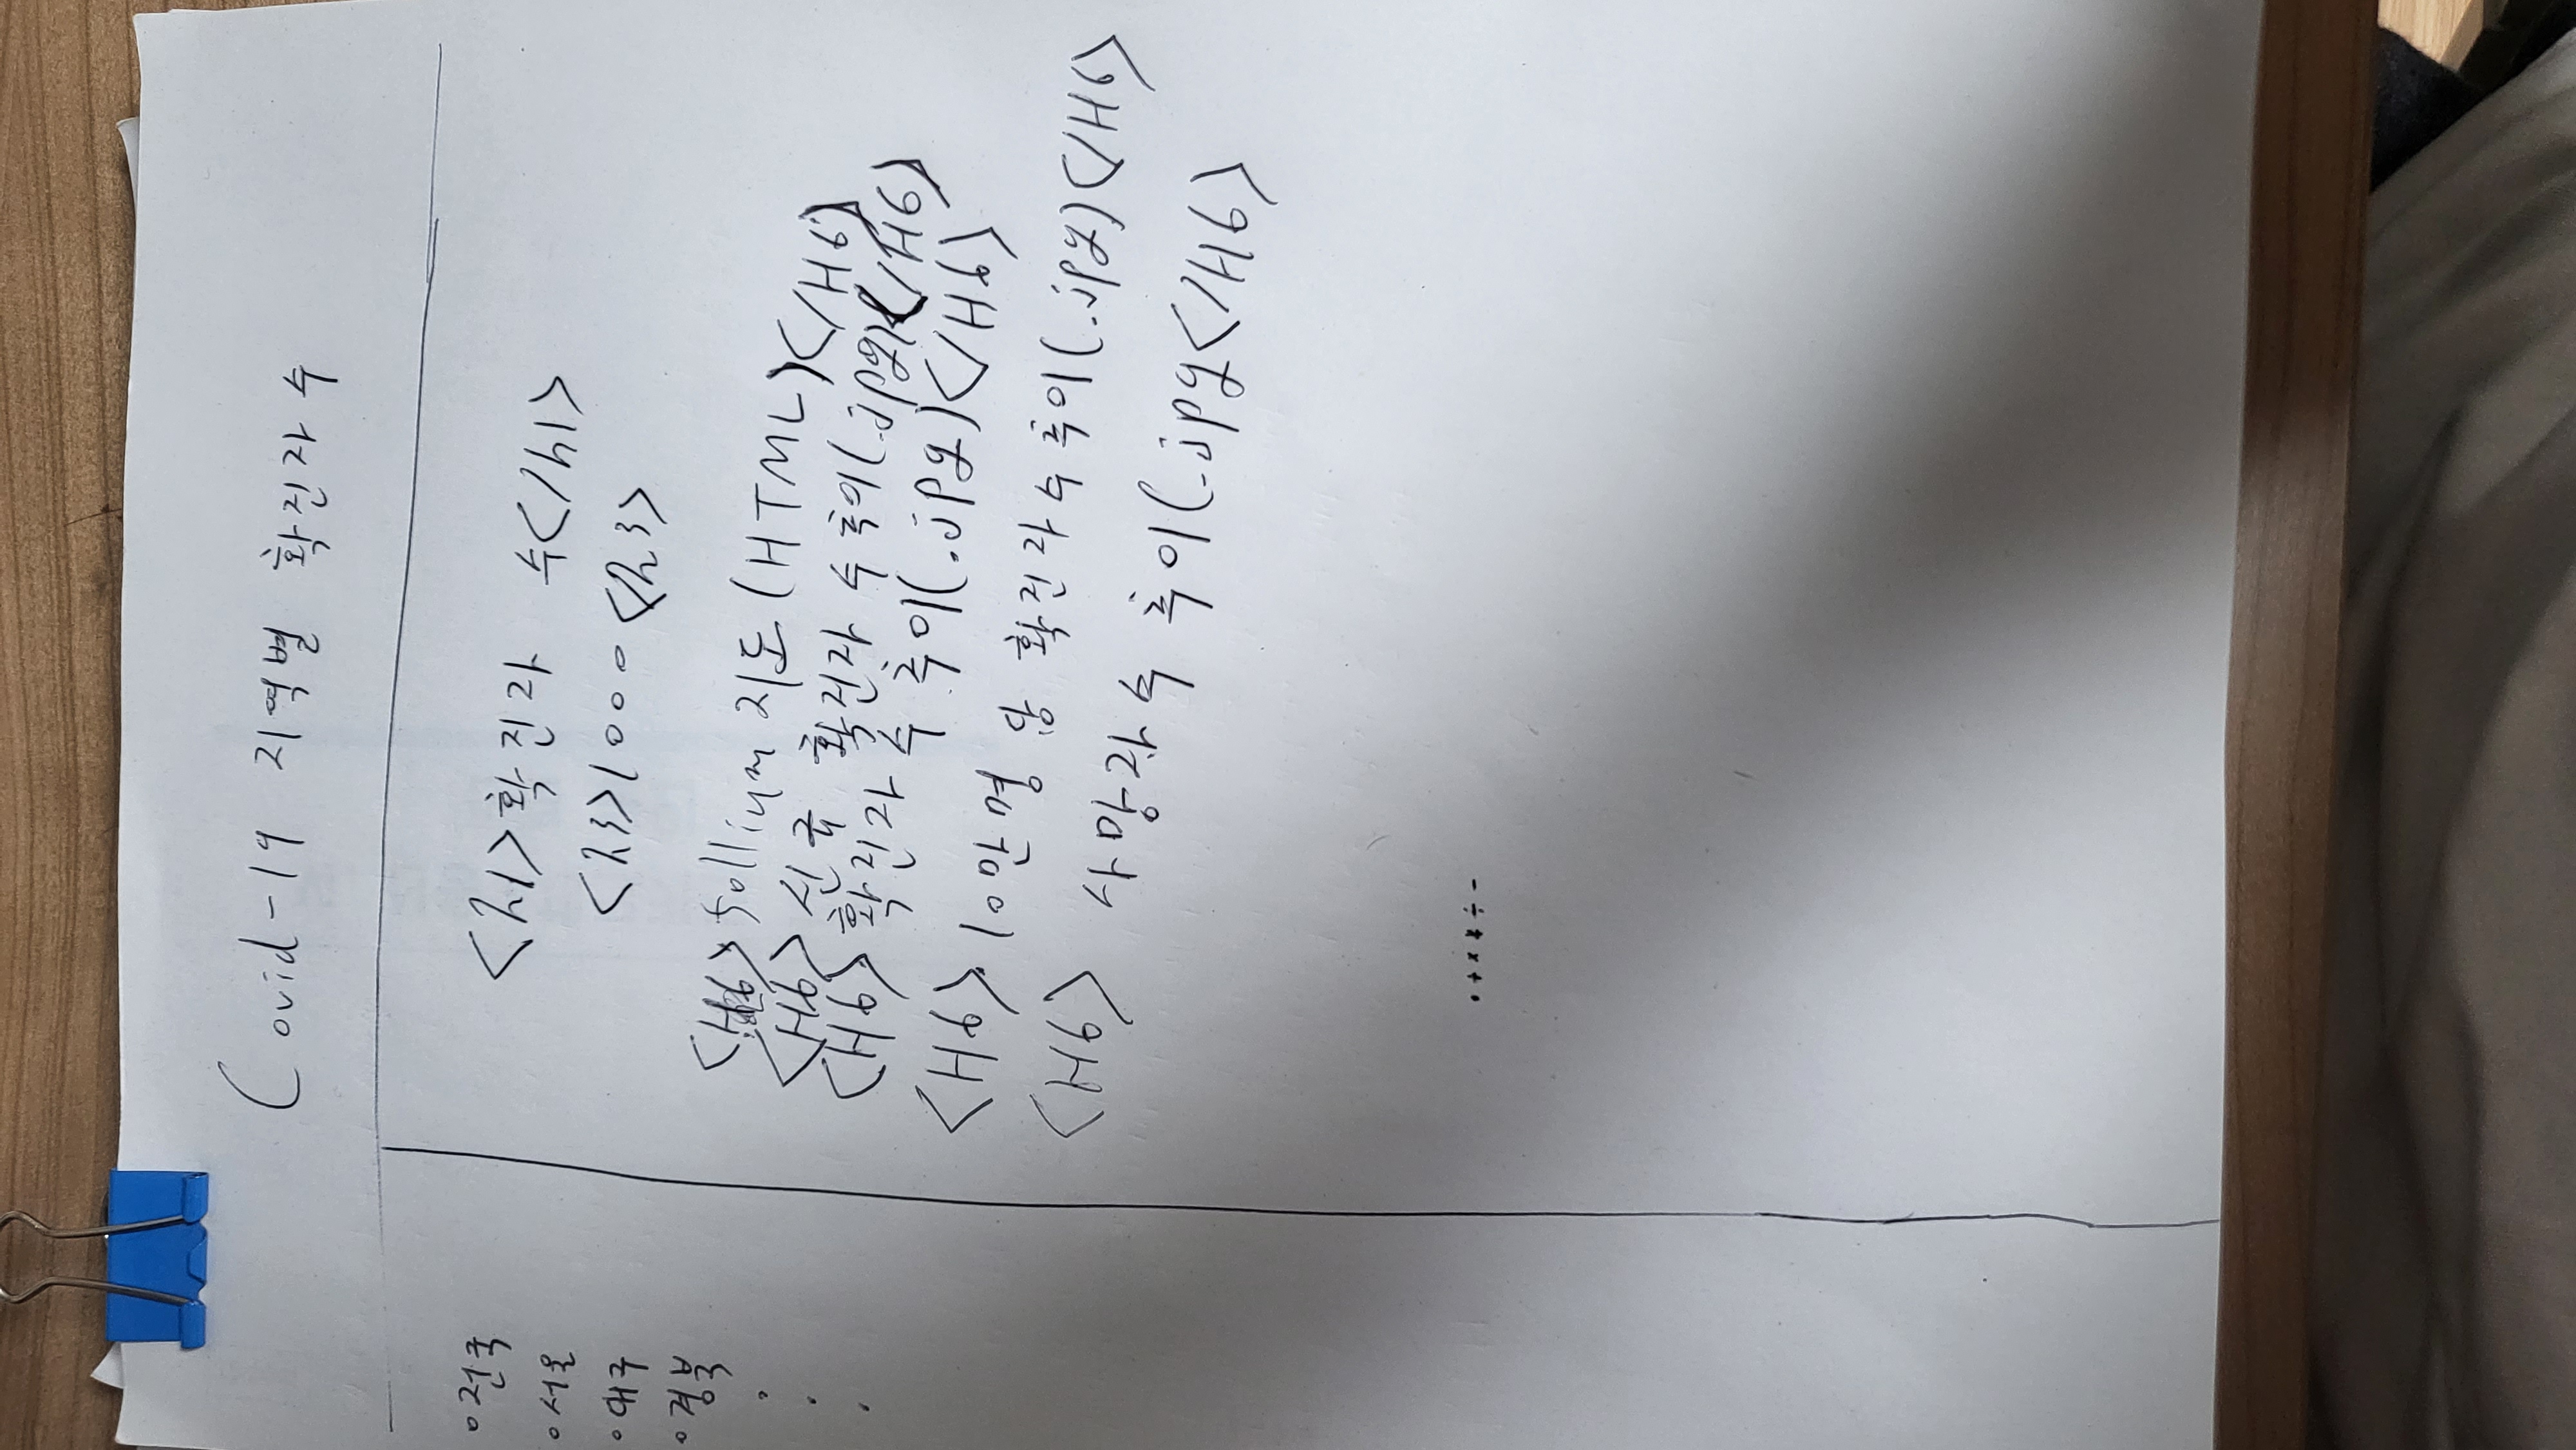 Covid-19 지역별 확진자 수
◦전국
◦서울
◦대구
◦경북
<h1>확진자 수</h1>
<h3>1000</h3>
<H6> follium 지도(HTML)</H6>
<H6> 신규 확진자 수 추이(.jpg)</H6>
<H6> 확진자 수 추이(.jpg)</H6>
<H6> 10만명 당 확진자 수 추이(.jpg)</H6>
<H6> 사망자 수 추이(.jpg</H6>
• + × * ÷ -